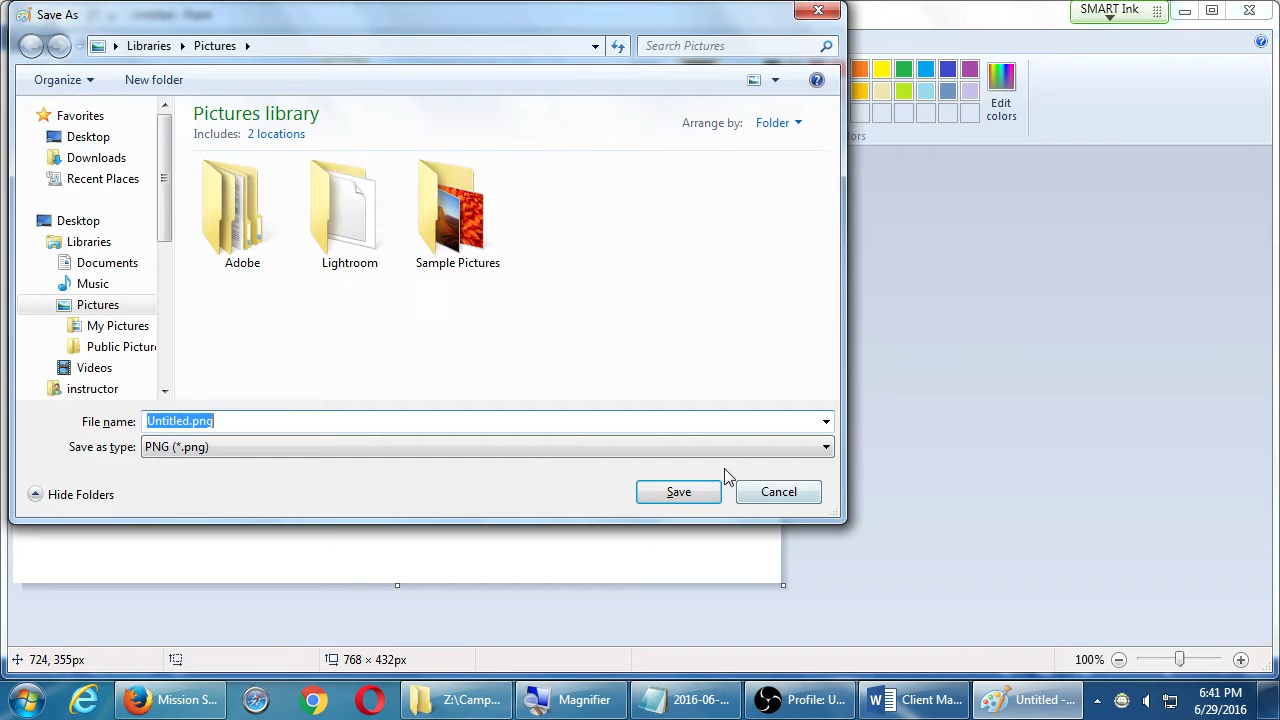 Save As
SMART Ink
Libraries
Pictures
Search Pictures
Organize
New folder
Edit colors
Favorites
Desktop
Downloads
Recent Places
Desktop
Libraries
Documents
Music
Pictures
My Pictures
Public Pictur
Videos
instructor
Pictures library
Includes: 2 locations
Arrange by: Folder
Adobe
Lightroom
Sample Pictures
File name: Untitled.png
Save as type: PNG (*.png)
Hide Folders
Save
Cancel
724, 355px
768 × 432px
100%
Mission S...
Z:\Camp...
Magnifier
2016-06-...
Profile: U...
Client Ma...
Untitled -...
6:41 PM
6/29/2016